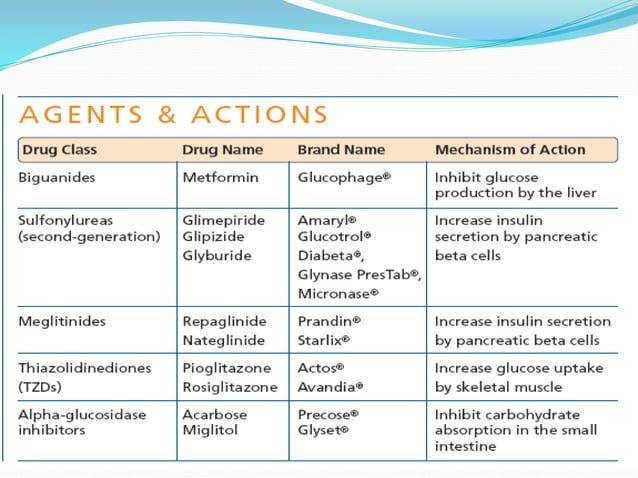 AGENTS & ACTIONS
Drug Class Drug Name Brand Name Mechanism of Action
Biguanides Metformin Glucophage® Inhibit glucose
production by the liver
Sulfonylureas Glimepiride Amaryl® Increase insulin
(second-generation) Glipizide Glucotrol® secretion by pancreatic
Glyburide Diabeta®, beta cells
Glynase PresTab®,
Micronase®
Meglitinides Repaglinide Prandin® Increase insulin secretion
Nateglinide Starlix® by pancreatic beta cells
Thiazolidinediones Pioglitazone Actos® Increase glucose uptake
(TZDs) Rosiglitazone Avandia® by skeletal muscle
Alpha-glucosidase Acarbose Precose® Inhibit carbohydrate
inhibitors Miglitol Glyset® absorption in the small
intestine